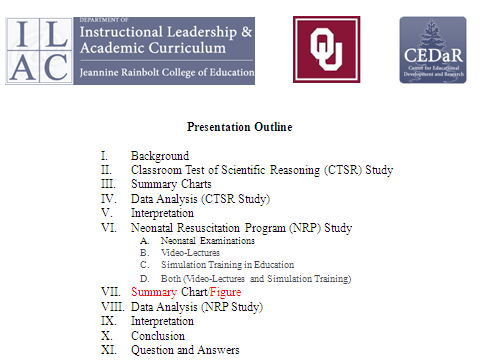 DEPARTMENT OF
I L
A C
Instructional Leadership &
Academic Curriculum
Jeannine Rainbolt College of Education
OU
CEDaR
Center for Educational
Development and Research
Presentation Outline
I. Background
II. Classroom Test of Scientific Reasoning (CTSR) Study
III. Summary Charts
IV. Data Analysis (CTSR Study)
V. Interpretation
VI. Neonatal Resuscitation Program (NRP) Study
A. Neonatal Examinations
B. Video-Lectures
C. Simulation Training in Education
D. Both (Video-Lectures and Simulation Training)
VII. Summary Chart/Figure
VIII. Data Analysis (NRP Study)
IX. Interpretation
X. Conclusion
XI. Question and Answers